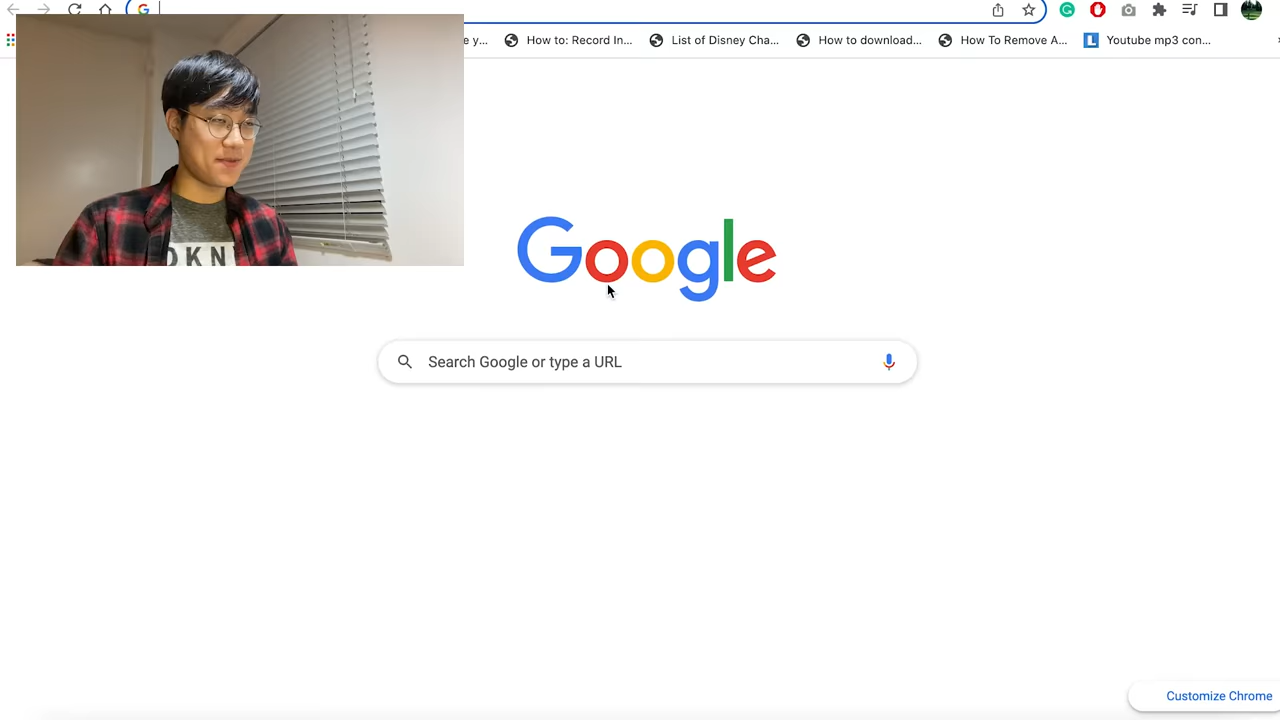 e y...
How to: Record In...
List of Disney Cha...
How to download...
How To Remove A...
Youtube mp3 con...
DKN
Google
Search Google or type a URL
Customize Chrome